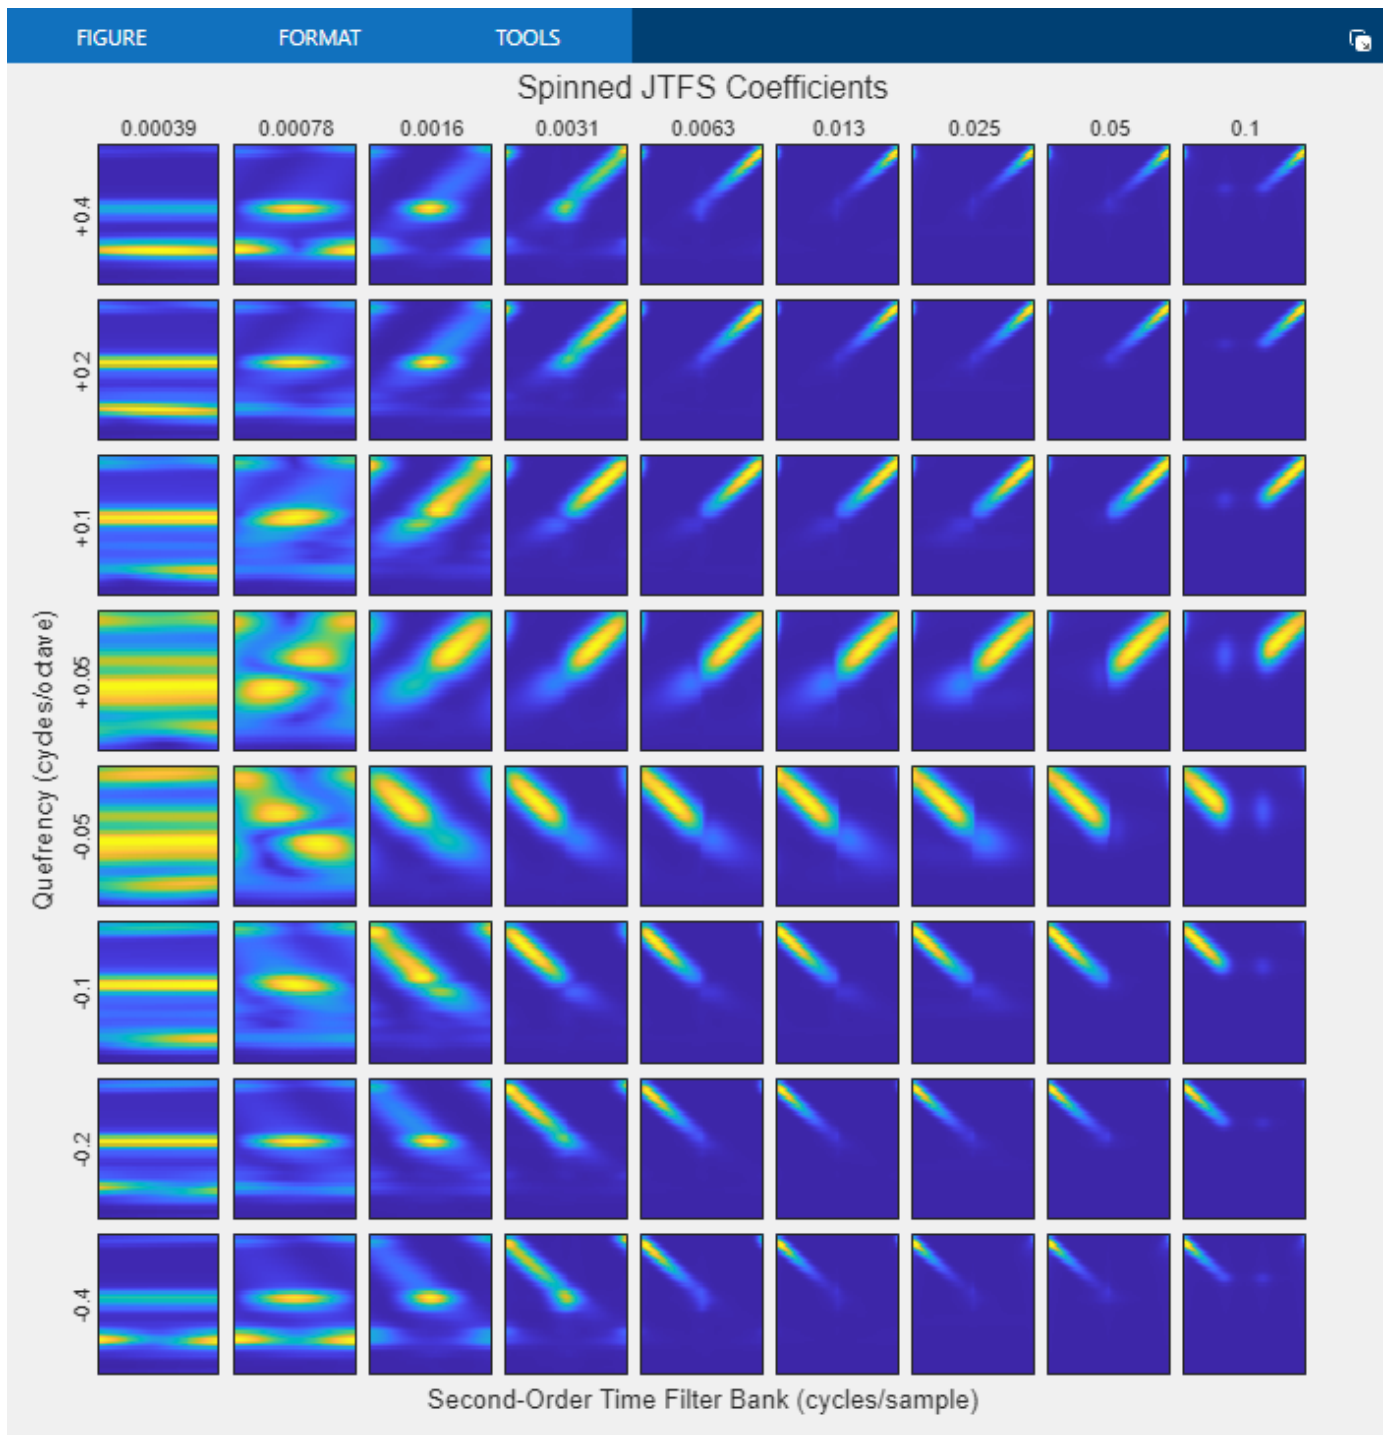 FIGURE FORMAT TOOLS
Spinned JTFS Coefficients
0.00039 0.00078 0.0016 0.0031 0.0063 0.013 0.025 0.05 0.1
+0.4
+0.2
+0.1
+0.05
-0.05
-0.1
-0.2
-0.4
Quefrency (cycles/octave)
Second-Order Time Filter Bank (cycles/sample)